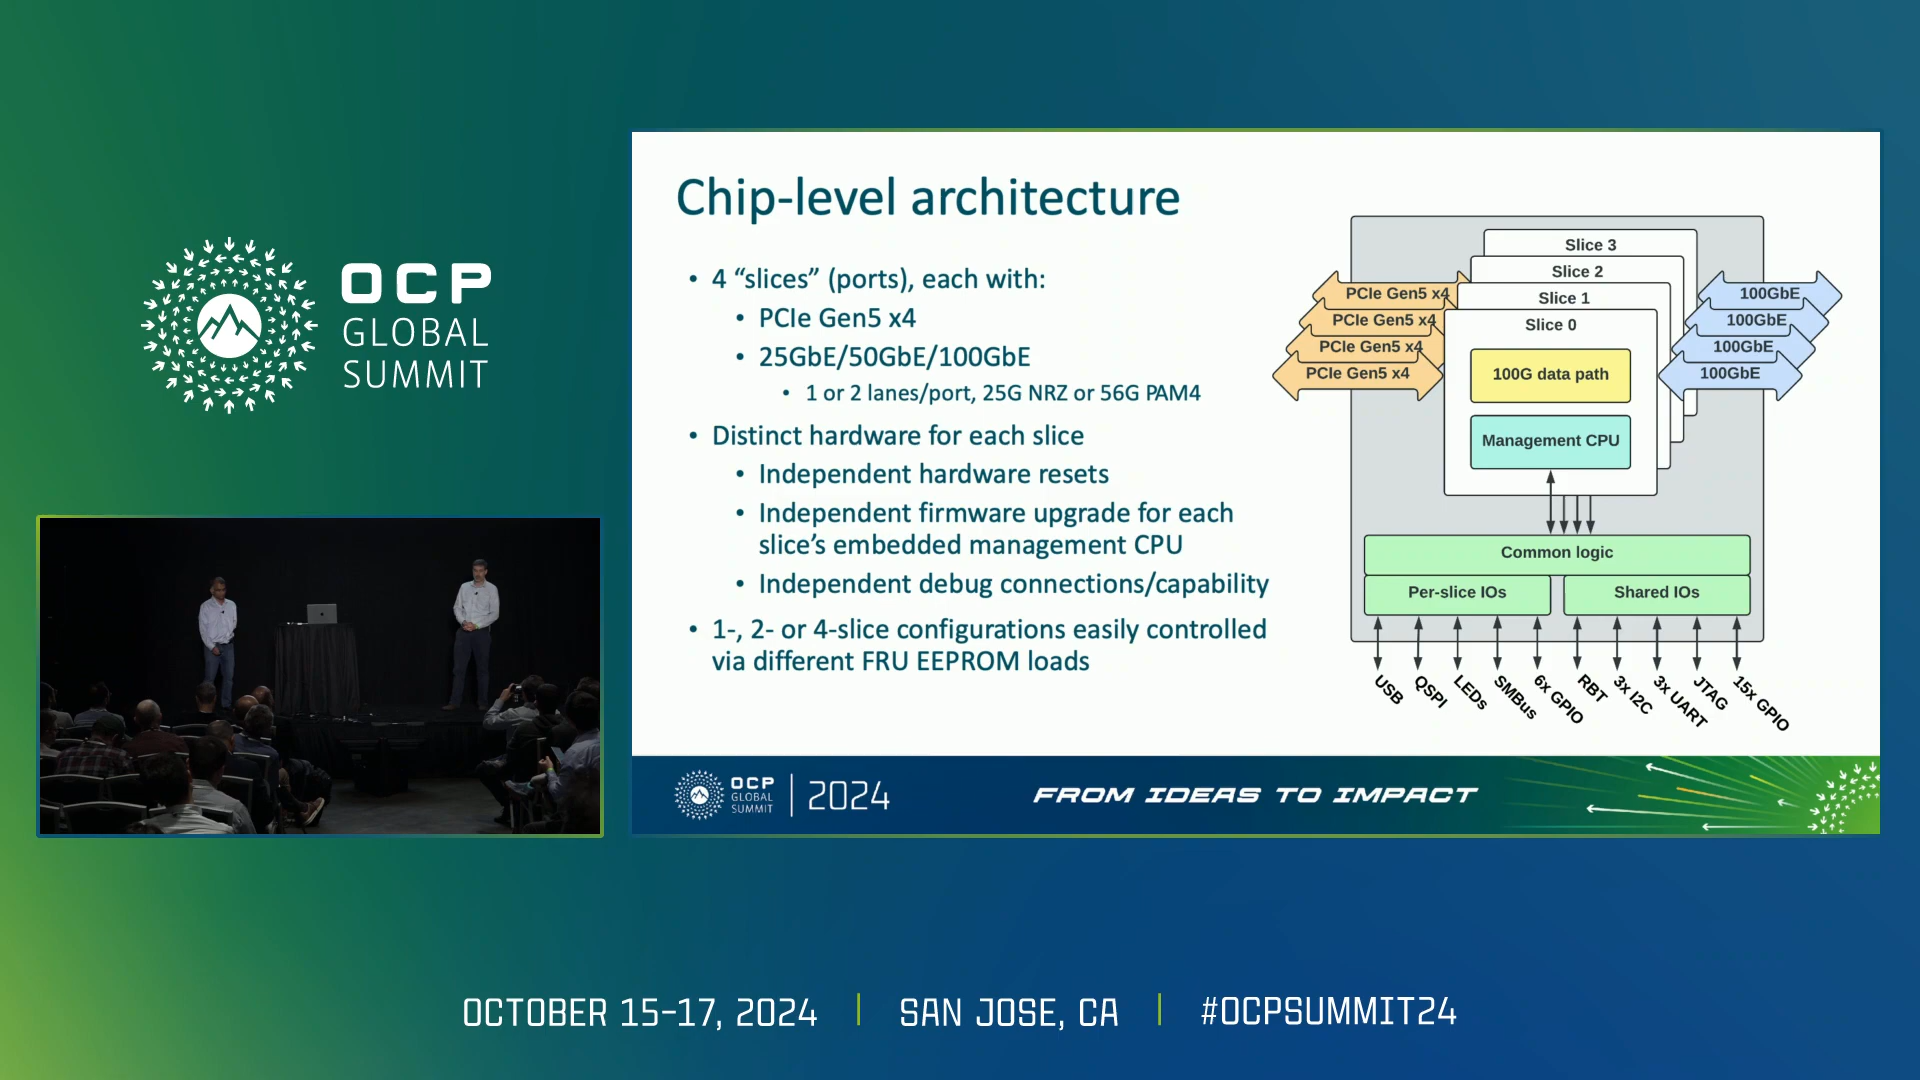 OCP
GLOBAL
SUMMIT
Chip-level architecture
• 4 “slices” (ports), each with:
• PCIe Gen5 x4
• 25GbE/50GbE/100GbE
• 1 or 2 lanes/port, 25G NRZ or 56G PAM4
• Distinct hardware for each slice
• Independent hardware resets
• Independent firmware upgrade for each
slice’s embedded management CPU
• Independent debug connections/capability
• 1-, 2- or 4-slice configurations easily controlled
via different FRU EEPROM loads
Slice 3
Slice 2
Slice 1
Slice 0
PCIe Gen5 x4
PCIe Gen5 x4
PCIe Gen5 x4
PCIe Gen5 x4
100GbE
100GbE
100GbE
100GbE
100G data path
Management CPU
Common logic
Per-slice IOs
Shared IOs
USB
QSPI
LEDs
SMBus
6x GPIO
RBT
3x I2C
3x UART
JTAG
15x GPIO
OCP
GLOBAL
SUMMIT
2024
FROM IDEAS TO IMPACT
OCTOBER 15-17, 2024
SAN JOSE, CA
#OCPSUMMIT24